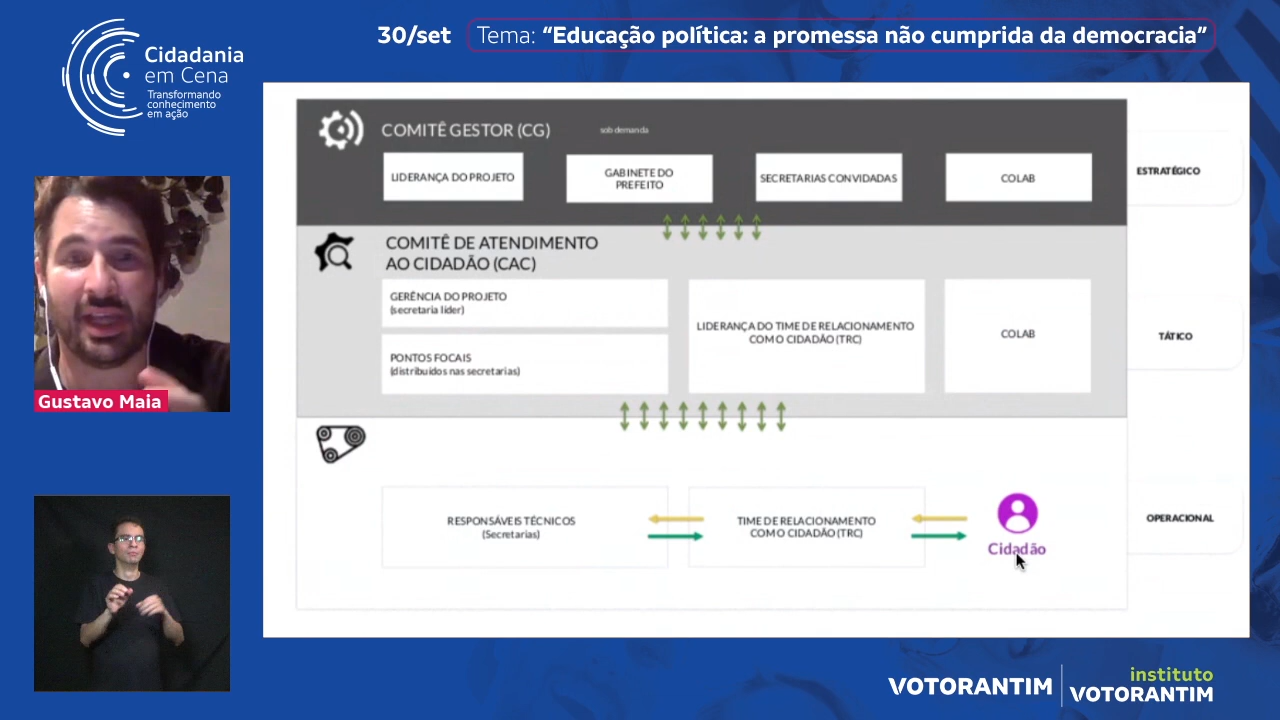 30/set
Tema: “Educação política: a promessa não cumprida da democracia”
Cidadania
em Cena
Transformando
conhecimento
em ação
COMITÊ GESTOR (CG)
sob demanda
LIDERANÇA DO PROJETO
GABINETE DO
PREFEITO
SECRETARIAS CONVIDADAS
COLAB
ESTRATÉGICO
COMITÊ DE ATENDIMENTO
AO CIDADÃO (CAC)
GERÊNCIA DO PROJETO
(secretaria líder)
PONTOS FOCAIS
(distribuídos nas secretarias)
LIDERANÇA DO TIME DE RELACIONAMENTO
COM O CIDADÃO (TRC)
COLAB
TÁTICO
RESPONSÁVEIS TÉCNICOS
(Secretarias)
TIME DE RELACIONAMENTO
COM O CIDADÃO (TRC)
Cidadão
OPERACIONAL
Gustavo Maia
VOTORANTIM
instituto
VOTORANTIM